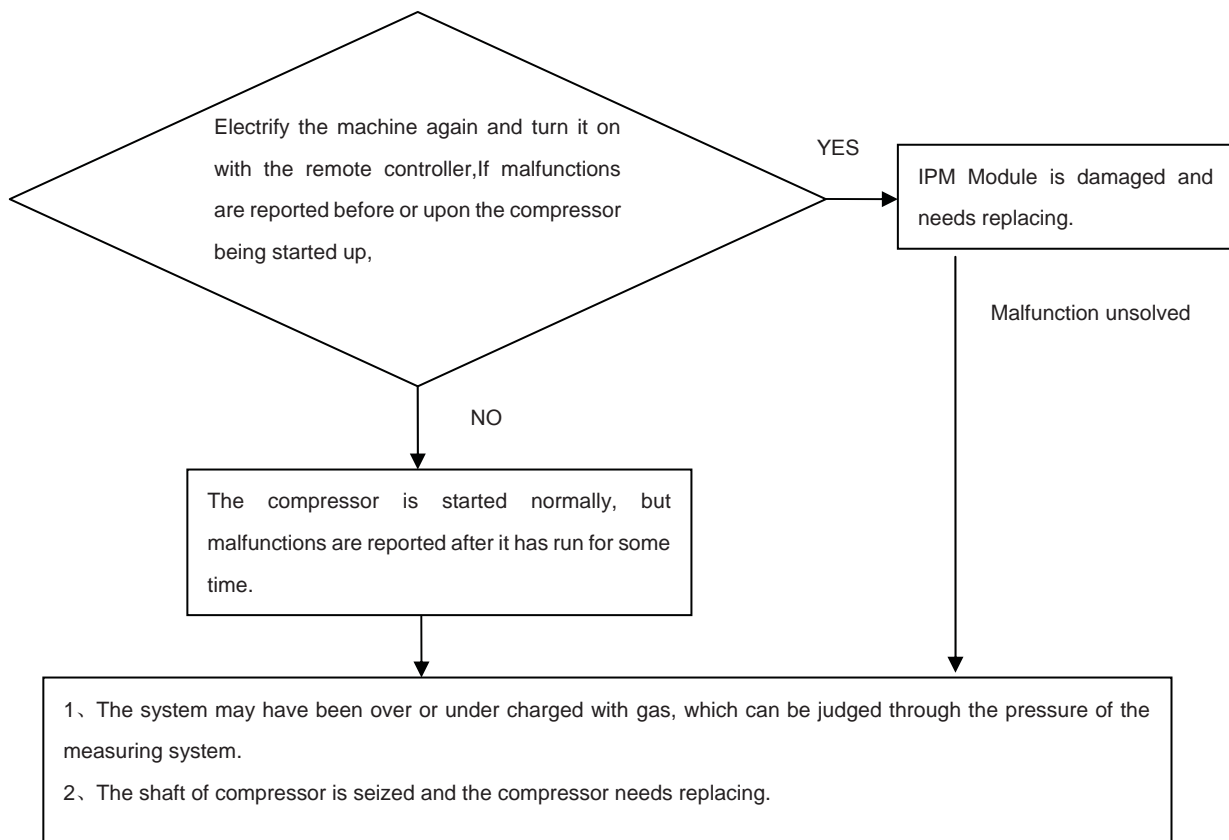 Electrify the machine again and turn it on
with the remote controller,If malfunctions
are reported before or upon the compressor
being started up,
YES
IPM Module is damaged and
needs replacing.
Malfunction unsolved
NO
The compressor is started normally, but
malfunctions are reported after it has run for some
time.
1、The system may have been over or under charged with gas, which can be judged through the pressure of the
measuring system.
2、The shaft of compressor is seized and the compressor needs replacing.